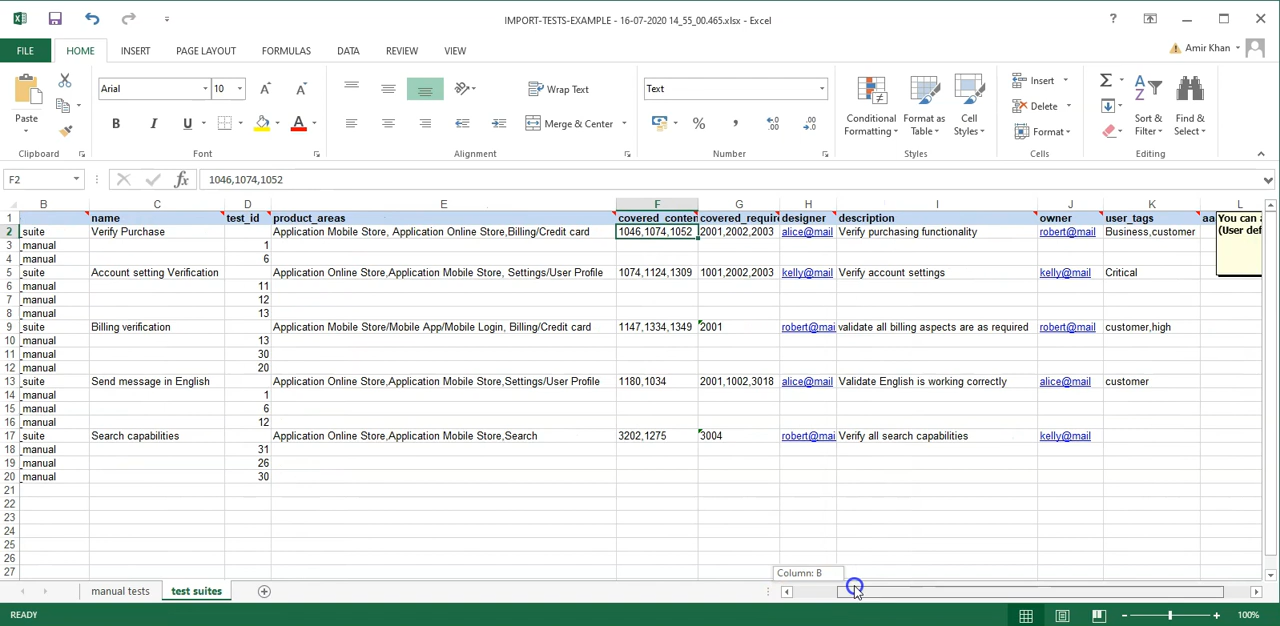 IMPORT-TESTS-EXAMPLE - 16-07-2020 14_55_00.465.xlsx - Excel
?
FILE HOME INSERT PAGE LAYOUT FORMULAS DATA REVIEW VIEW
Amir Khan
Paste
Arial 10
B I U A
Wrap Text
Merge & Center
Text
% ,
Conditional Formatting
Format as Table
Cell Styles
Insert
Delete
Format
Sort & Filter
Find & Select
Clipboard Font Alignment Number Styles Cells Editing
F2 fx 1046,1074,1052
B C D E F G H I J K L
1 name test_id product_areas covered_conten covered_requir designer description owner user_tags You can
2 _suite Verify Purchase Application Mobile Store, Application Online Store,Billing/Credit card 1046,1074,1052 2001,2002,2003 alice@mail Verify purchasing functionality robert@mail Business,customer (User def
3 _manual 1
4 _manual 6
5 _suite Account setting Verification Application Online Store,Application Mobile Store, Settings/User Profile 1074,1124,1309 1001,2002,2003 kelly@mail Verify account settings kelly@mail Critical
6 _manual 11
7 _manual 12
8 _manual 13
9 _suite Billing verification Application Mobile Store/Mobile App/Mobile Login, Billing/Credit card 1147,1334,1349 2001 robert@mai validate all billing aspects are as required robert@mail customer,high
10 _manual 13
11 _manual 30
12 _manual 20
13 _suite Send message in English Application Online Store,Application Mobile Store,Settings/User Profile 1180,1034 2001,1002,3018 alice@mail Validate English is working correctly alice@mail customer
14 _manual 1
15 _manual 6
16 _manual 12
17 _suite Search capabilities Application Online Store,Application Mobile Store,Search 3202,1275 3004 robert@mai Verify all search capabilities kelly@mail
18 _manual 31
19 _manual 26
20 _manual 30
21
22
23
24
25
26
27
Column: B
manual tests test suites
READY 100%